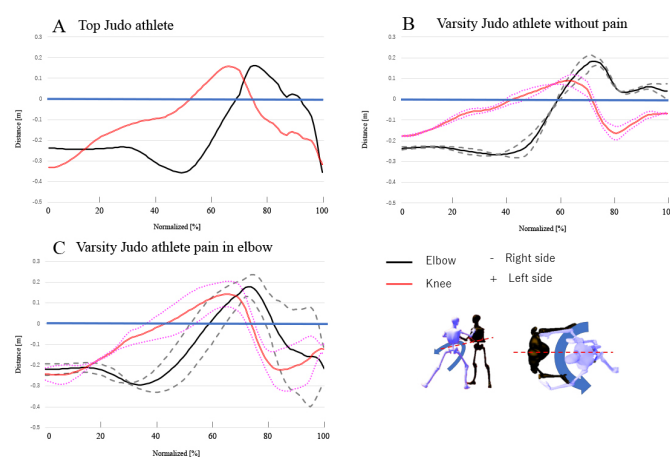 A Top Judo athlete
B Varsity Judo athlete without pain
0.3
0.2
0.1
0
-0.1
-0.2
-0.3
-0.4
-0.5
Distance [m]
0 20 40 60 80 100
Normalized [%]
0.3
0.2
0.1
0
-0.1
-0.2
-0.3
-0.4
-0.5
Distance [m]
0 20 40 60 80 100
Normalized [%]
C Varsity Judo athlete pain in elbow
0.3
0.2
0.1
0
-0.1
-0.2
-0.3
-0.4
-0.5
Distance [m]
0 20 40 60 80 100
Normalized [%]
Elbow - Right side
Knee + Left side